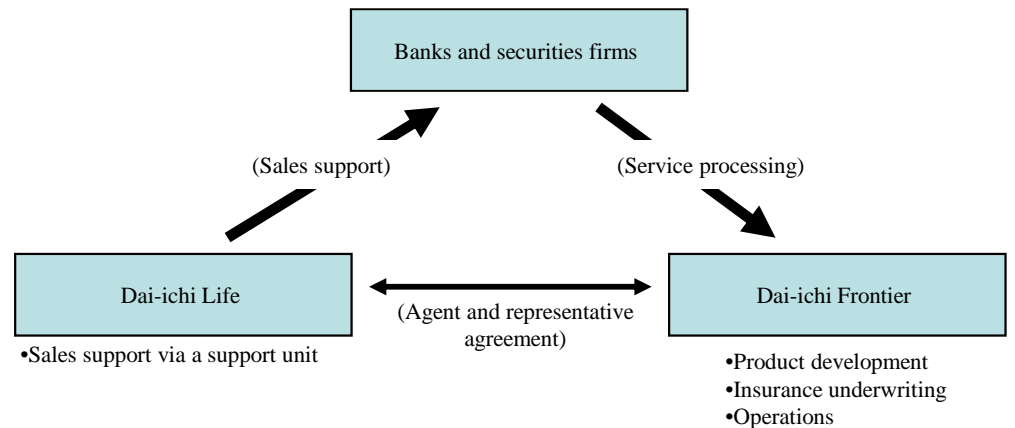 Banks and securities firms
(Sales support)
(Service processing)
Dai-ichi Life
Dai-ichi Frontier
(Agent and representative
agreement)
•Sales support via a support unit
•Product development
•Insurance underwriting
•Operations